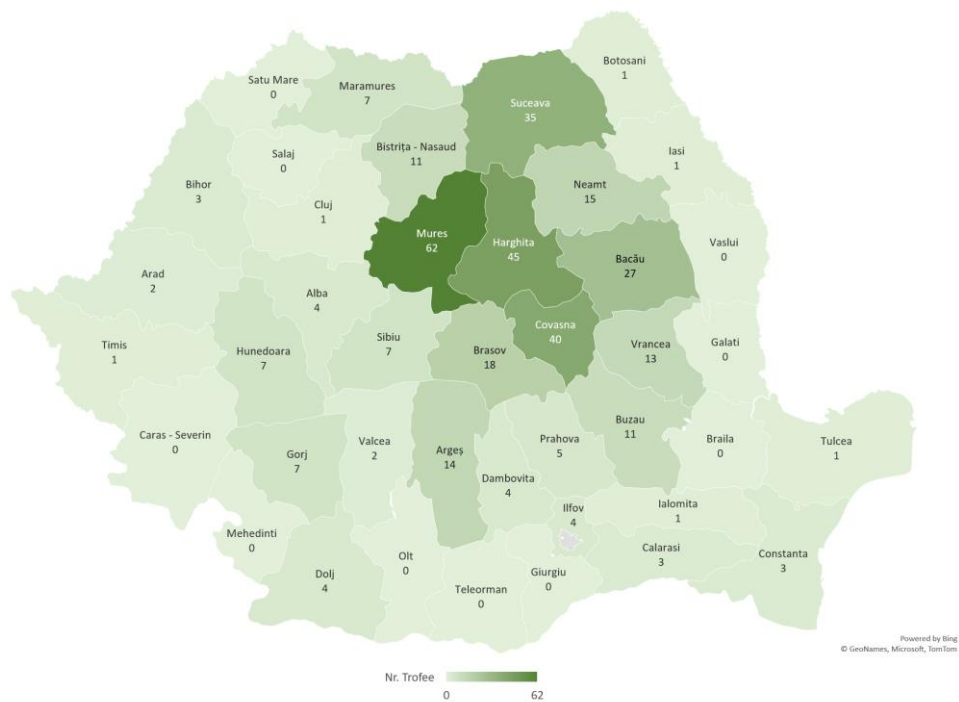 Botosani
1
Satu Mare
0
Maramures
7
Suceava
35
Bistrița - Nasaud
11
Iasi
1
Salaj
0
Neamt
15
Bihor
3
Cluj
1
Mures
62
Harghita
45
Vaslui
0
Bacău
27
Arad
2
Alba
4
Covasna
40
Sibiu
7
Timis
1
Hunedoara
7
Brasov
18
Vrancea
13
Galati
0
Buzau
11
Caras - Severin
0
Valcea
2
Prahova
5
Braila
0
Tulcea
1
Gorj
7
Argeș
14
Dambovita
4
Ilfov
4
Ialomita
1
Mehedinti
0
Olt
0
Calarasi
3
Constanta
3
Dolj
4
Giurgiu
0
Teleorman
0
Powered by Bing
© GeoNames, Microsoft, TomTom
Nr. Trofee
0 62